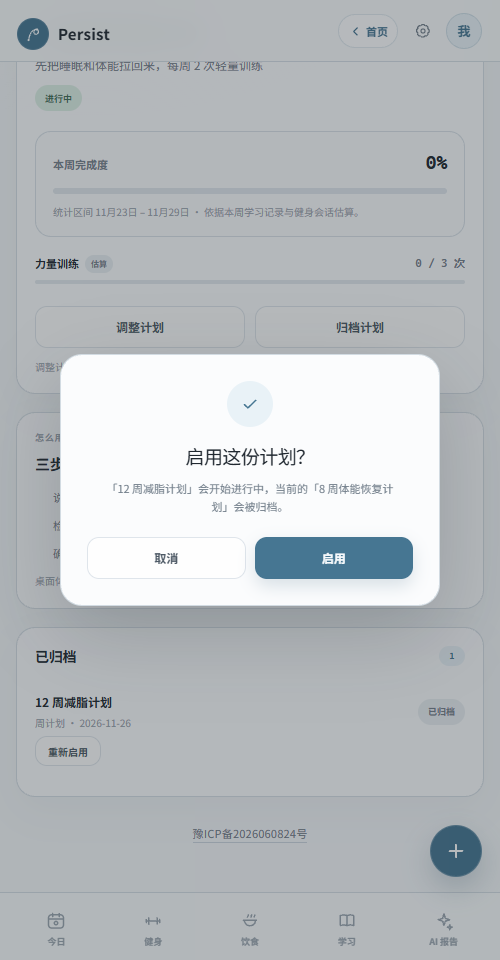 Persist
首页
我
先把睡眠和体能拉回来，每周 2 次轻量训练
进行中
本周完成度
0%
统计区间 11月23日 – 11月29日 · 依据本周学习记录与健身会话估算。
力量训练 估算
0 / 3 次
调整计划
归档计划
启用这份计划？
「12 周减脂计划」会开始进行中，当前的「8 周体能恢复计
划」会被归档。
取消
启用
已归档
1
12 周减脂计划
周计划 · 2026-11-26
已归档
重新启用
豫ICP备2026060824号
今日
健身
饮食
学习
AI 报告